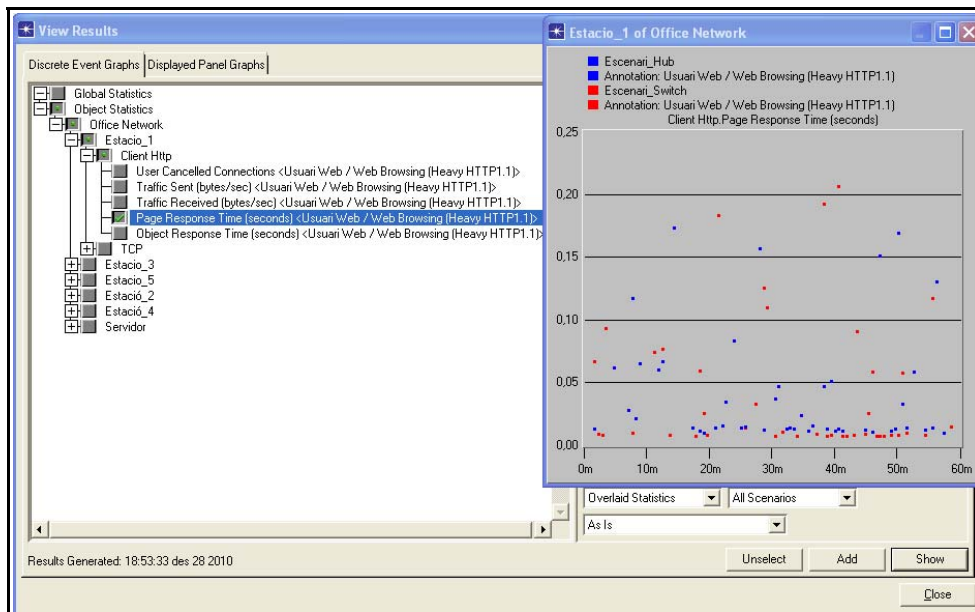 View Results
Discrete Event Graphs
Displayed Panel Graphs
Global Statistics
Object Statistics
Office Network
Estacio_1
Client Http
User Cancelled Connections <Usuari Web / Web Browsing (Heavy HTTP1.1)>
Traffic Sent (bytes/sec) <Usuari Web / Web Browsing (Heavy HTTP1.1)>
Traffic Received (bytes/sec) <Usuari Web / Web Browsing (Heavy HTTP1.1)>
Page Response Time (seconds) <Usuari Web / Web Browsing (Heavy HTTP1.1)>
Object Response Time (seconds) <Usuari Web / Web Browsing (Heavy HTTP1.1)>
TCP
Estacio_3
Estacio_5
Estació_2
Estació_4
Servidor
Results Generated: 18:53:33 des 28 2010
Estacio_1 of Office Network
Escenari_Hub
Annotation: Usuari Web / Web Browsing (Heavy HTTP1.1)
Escenari_Switch
Annotation: Usuari Web / Web Browsing (Heavy HTTP1.1)
Client Http.Page Response Time (seconds)
0,25
0,20
0,15
0,10
0,05
0,00
0m 10m 20m 30m 40m 50m 60m
Overlaid Statistics
All Scenarios
As Is
Unselect
Add
Show
Close